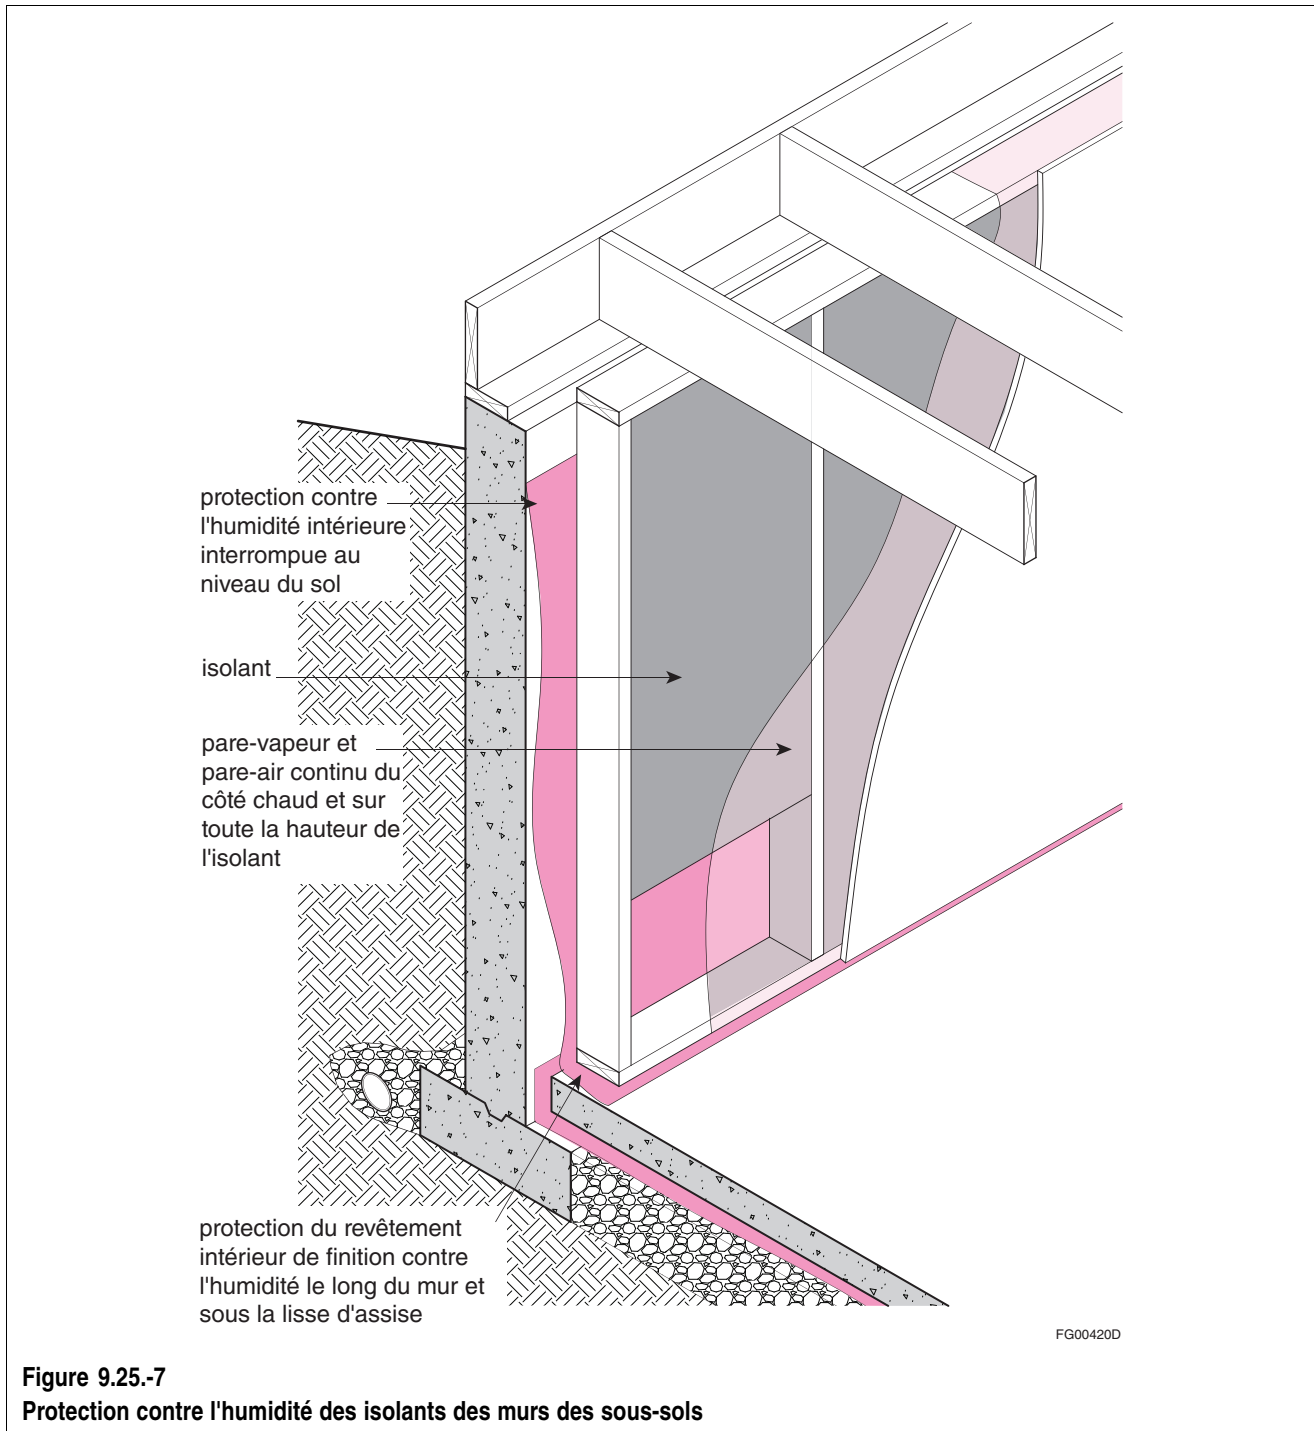 protection contre
l'humidité intérieure
interrompue au
niveau du sol
isolant
pare-vapeur et
pare-air continu du
côté chaud et sur
toute la hauteur de
l'isolant
protection du revêtement
intérieur de finition contre
l'humidité le long du mur et
sous la lisse d'assise
FG00420D
Figure 9.25.-7
Protection contre l'humidité des isolants des murs des sous-sols